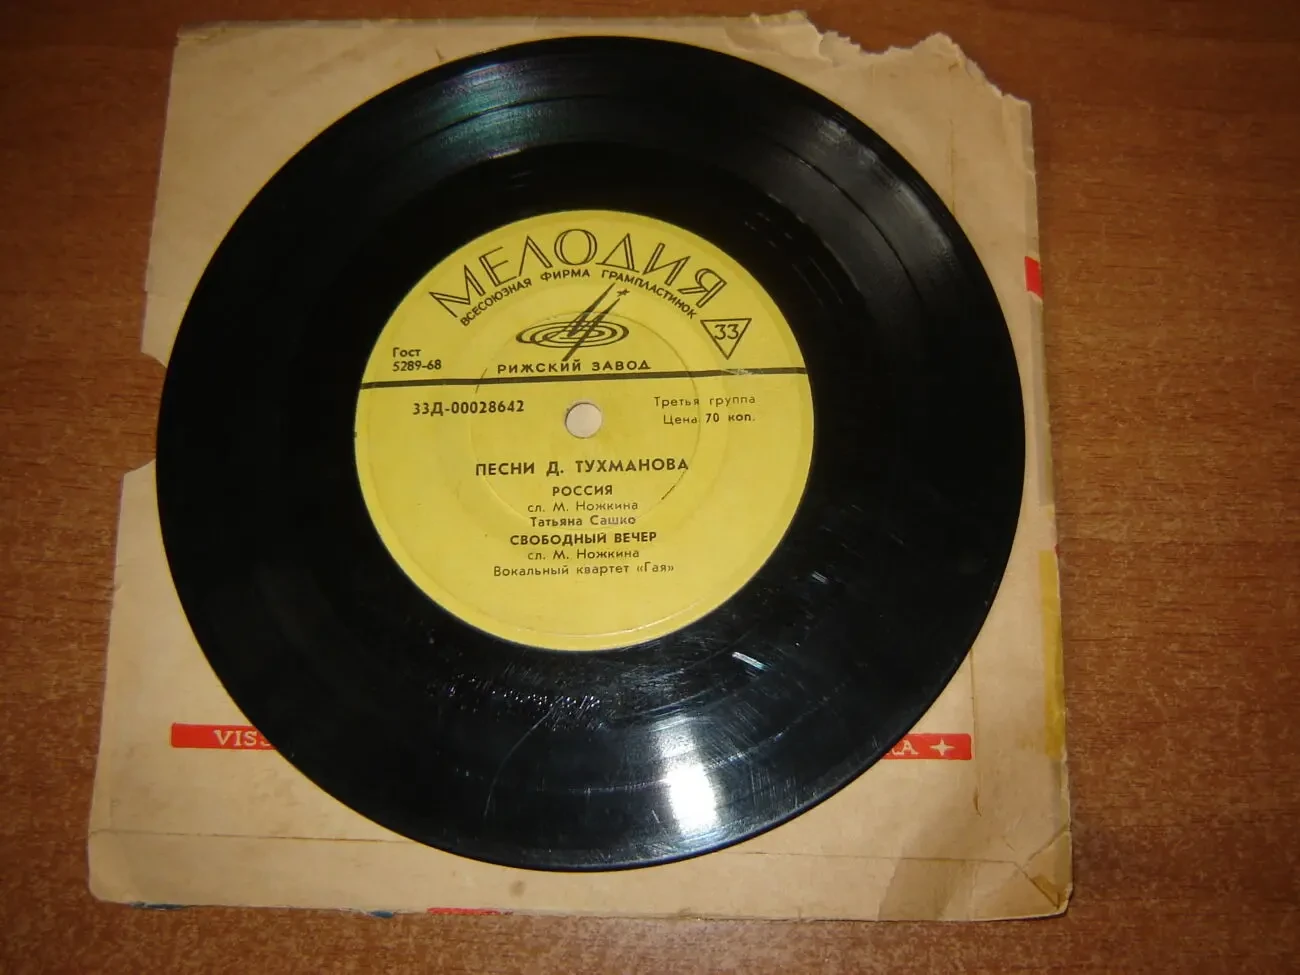 МЕЛОДИЯ
ВСЕСОЮЗНАЯ ФИРМА ГРАМПЛАСТИНОК
33
Гост
5289-68
РИЖСКИЙ ЗАВОД
33Д-00028642
Третья группа
Цена 70 коп.
ПЕСНИ Д. ТУХМАНОВА
РОССИЯ
сл. М. Ножкина
Татьяна Сашко
СВОБОДНЫЙ ВЕЧЕР
сл. М. Ножкина
Вокальный квартет «Гая»